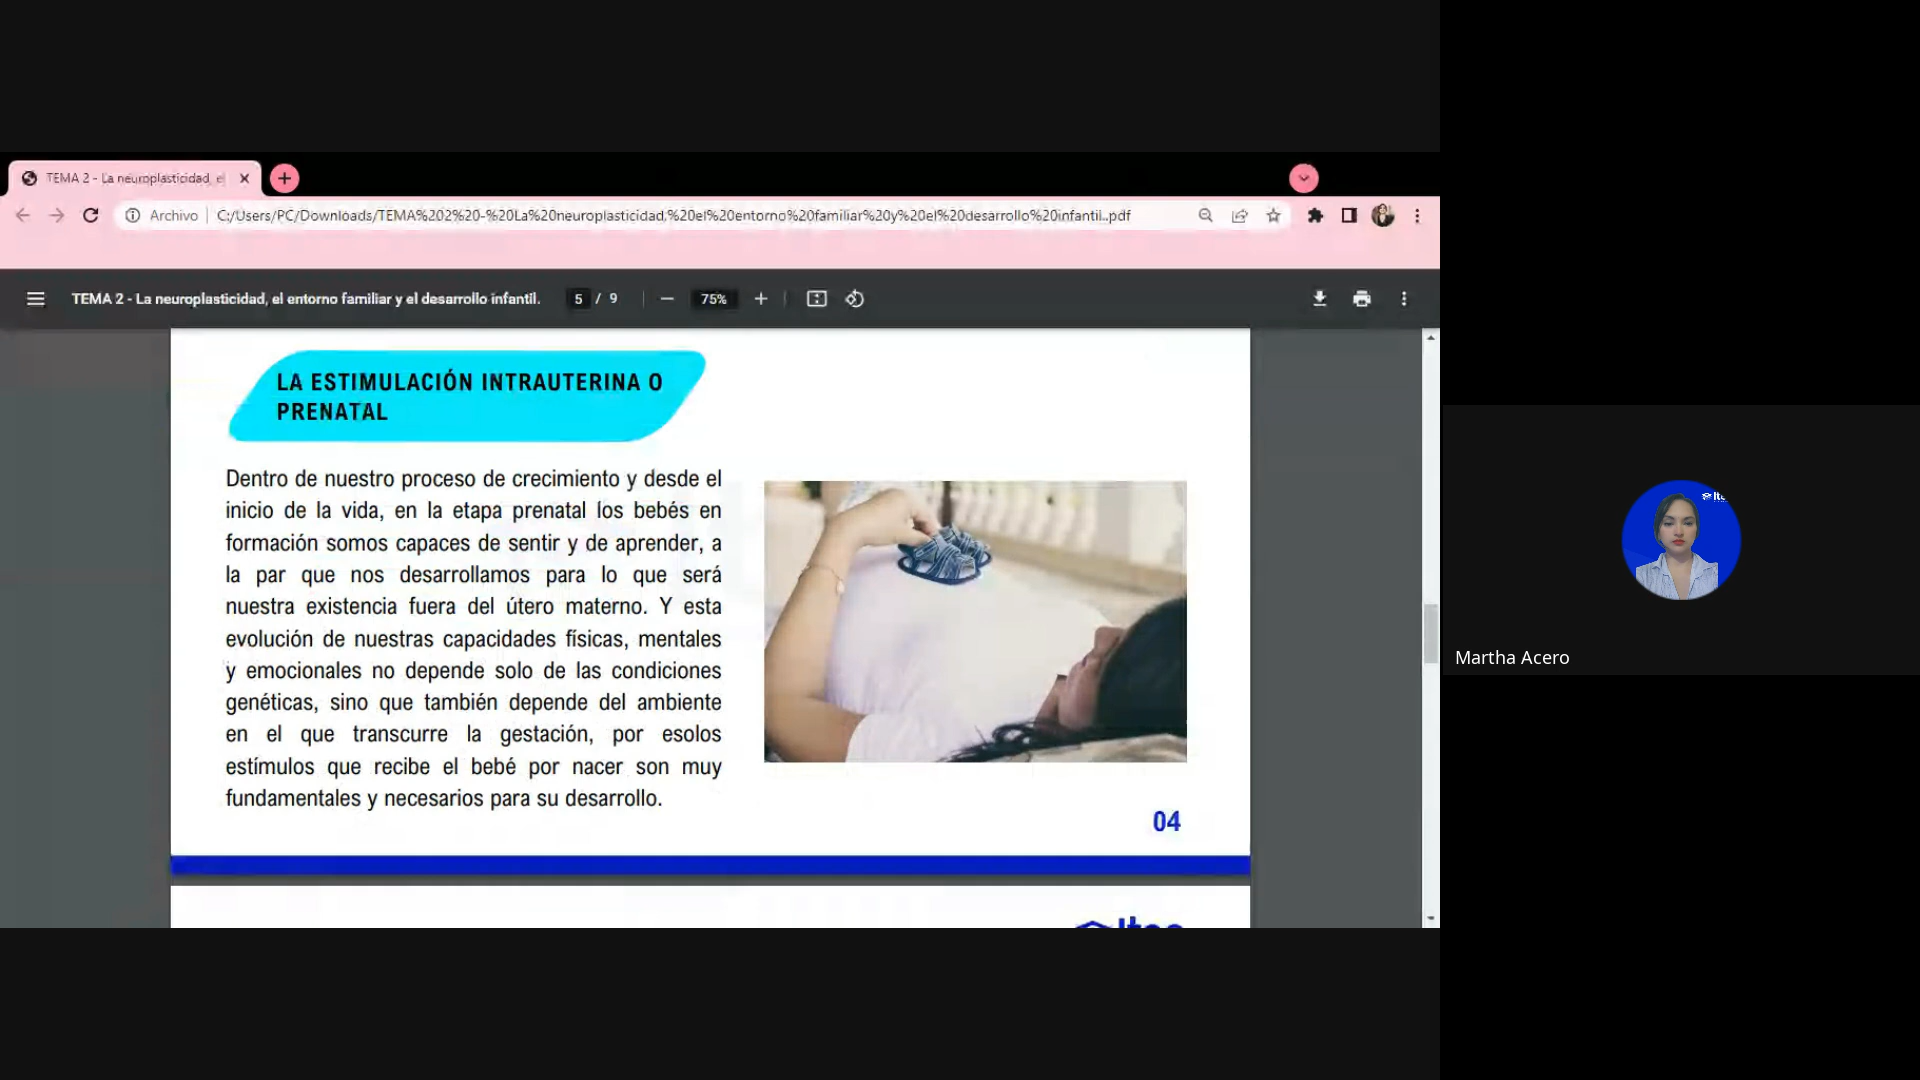 TEMA 2 - La neuroplasticidad, e
Archivo
C:/Users/PC/Downloads/TEMA%202%20-%20La%20neuroplasticidad,%20el%20entorno%20familiar%20y%20el%20desarrollo%20infantil..pdf
TEMA 2 - La neuroplasticidad, el entorno familiar y el desarrollo infantil.
5 / 9
75%
LA ESTIMULACIÓN INTRAUTERINA O
PRENATAL
Dentro de nuestro proceso de crecimiento y desde el
inicio de la vida, en la etapa prenatal los bebés en
formación somos capaces de sentir y de aprender, a
la par que nos desarrollamos para lo que será
nuestra existencia fuera del útero materno. Y esta
evolución de nuestras capacidades físicas, mentales
y emocionales no depende solo de las condiciones
genéticas, sino que también depende del ambiente
en el que transcurre la gestación, por esolos
estímulos que recibe el bebé por nacer son muy
fundamentales y necesarios para su desarrollo.
04
Martha Acero